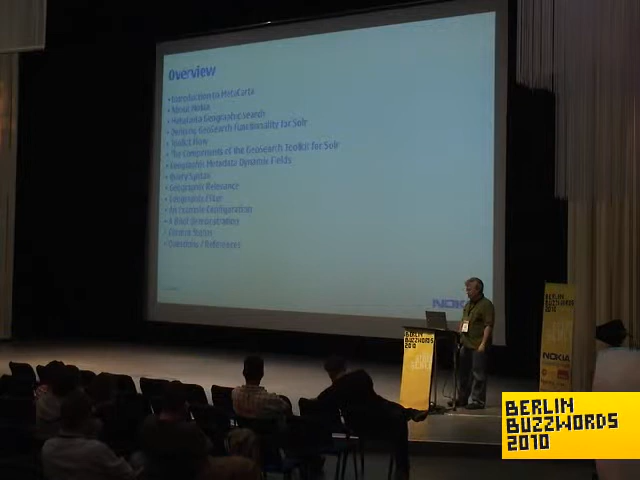 Overview
• Introduction to MetaCarta
• About Nokia
• MetaCarta Geographic Search
• Defining GeoSearch Functionality for Solr
• Toolkit Flow
• The Components of the GeoSearch Toolkit for Solr
• Geographic Metadata Dynamic Fields
• Query Syntax
• Geographic Relevance
• Geographic Filter
• An Example Configuration
• A Brief Demonstration
• Current Status
• Questions / References
NOKIA
BERLIN
BUZZWORDS
2010
BERLIN
BUZZWORDS
2010
NOKIA
BERLIN
BUZZWORDS
2010